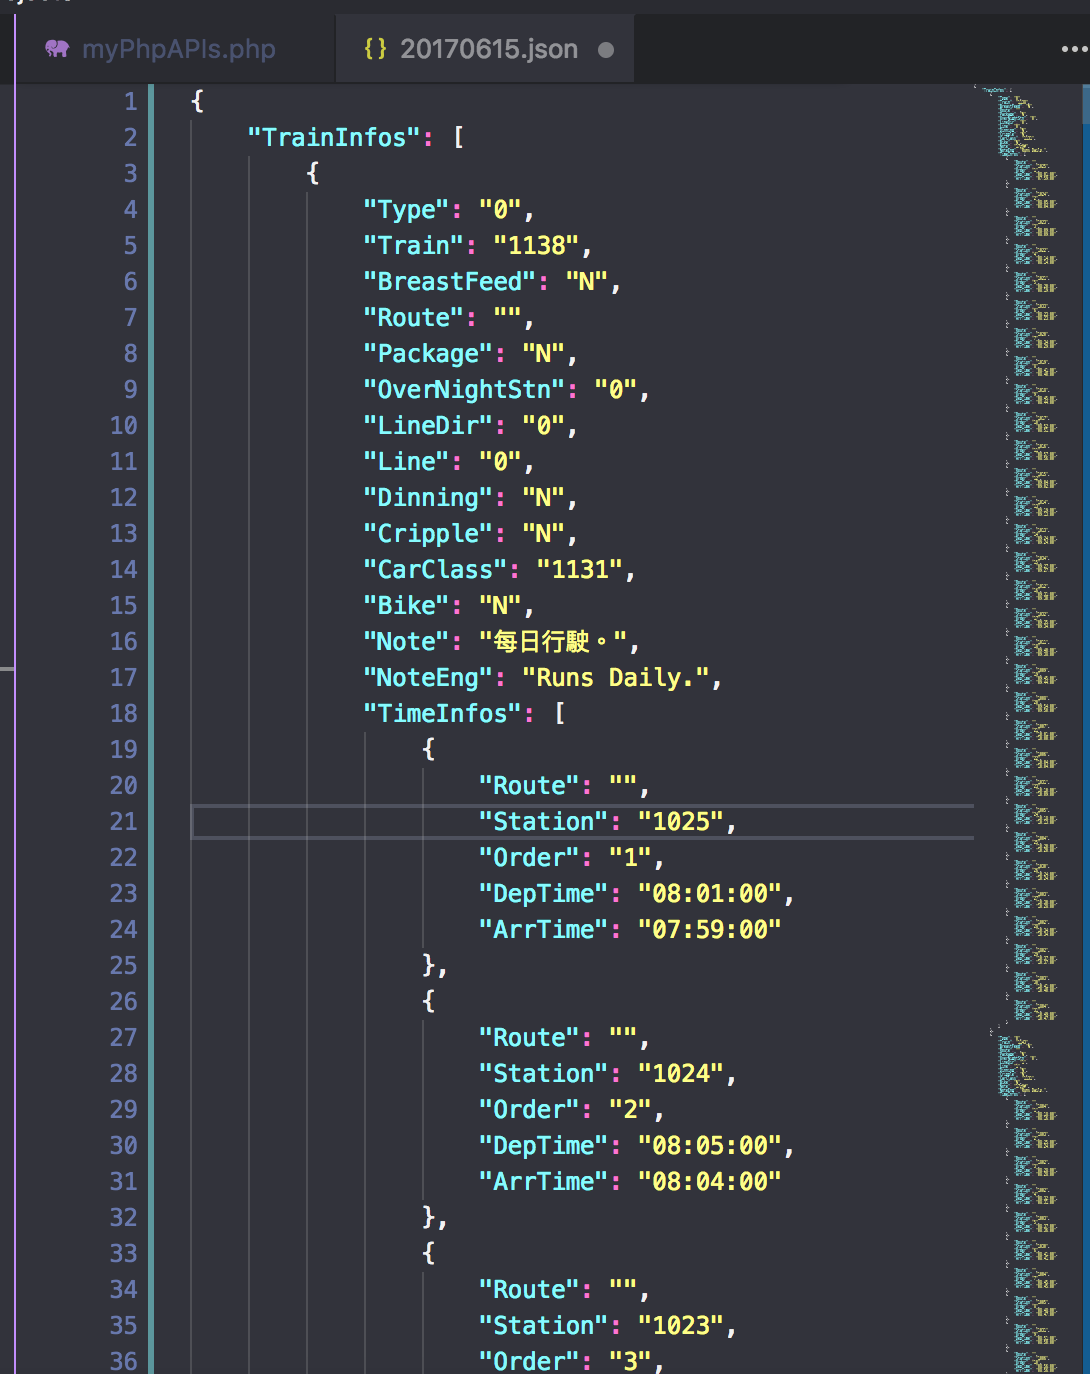 myPhpAPIs.php
{} 20170615.json
1 {
2 "TrainInfos": [
3 {
4 "Type": "0",
5 "Train": "1138",
6 "BreastFeed": "N",
7 "Route": "",
8 "Package": "N",
9 "OverNightStn": "0",
10 "LineDir": "0",
11 "Line": "0",
12 "Dinning": "N",
13 "Cripple": "N",
14 "CarClass": "1131",
15 "Bike": "N",
16 "Note": "每日行駛。",
17 "NoteEng": "Runs Daily.",
18 "TimeInfos": [
19 {
20 "Route": "",
21 "Station": "1025",
22 "Order": "1",
23 "DepTime": "08:01:00",
24 "ArrTime": "07:59:00"
25 },
26 {
27 "Route": "",
28 "Station": "1024",
29 "Order": "2",
30 "DepTime": "08:05:00",
31 "ArrTime": "08:04:00"
32 },
33 {
34 "Route": "",
35 "Station": "1023",
36 "Order": "3",